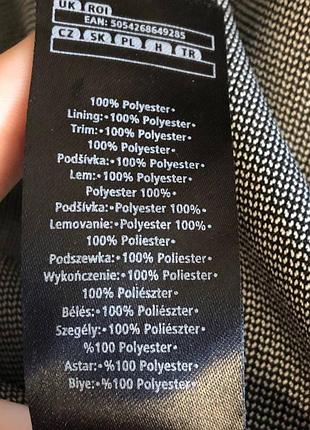 UK ROI
EAN: 5054268649285
CZ SK PL H TR
100% Polyester•
Lining:•100% Polyester•
Trim:•100% Polyester•
100% Polyester•
Podšívka:•100% Polyester•
Lem:•100% Polyester•
Polyester 100%•
Podšívka:•Polyester 100%•
Lemovanie:•Polyester 100%•
100% Poliester•
Podszewka:•100% Poliester•
Wykończenie:•100% Poliester•
100% Poliészter•
Bélés:•100% Poliészter•
Szegély:•100% Poliészter•
%100 Polyester•
Astar:•%100 Polyester•
Biye:•%100 Polyester•